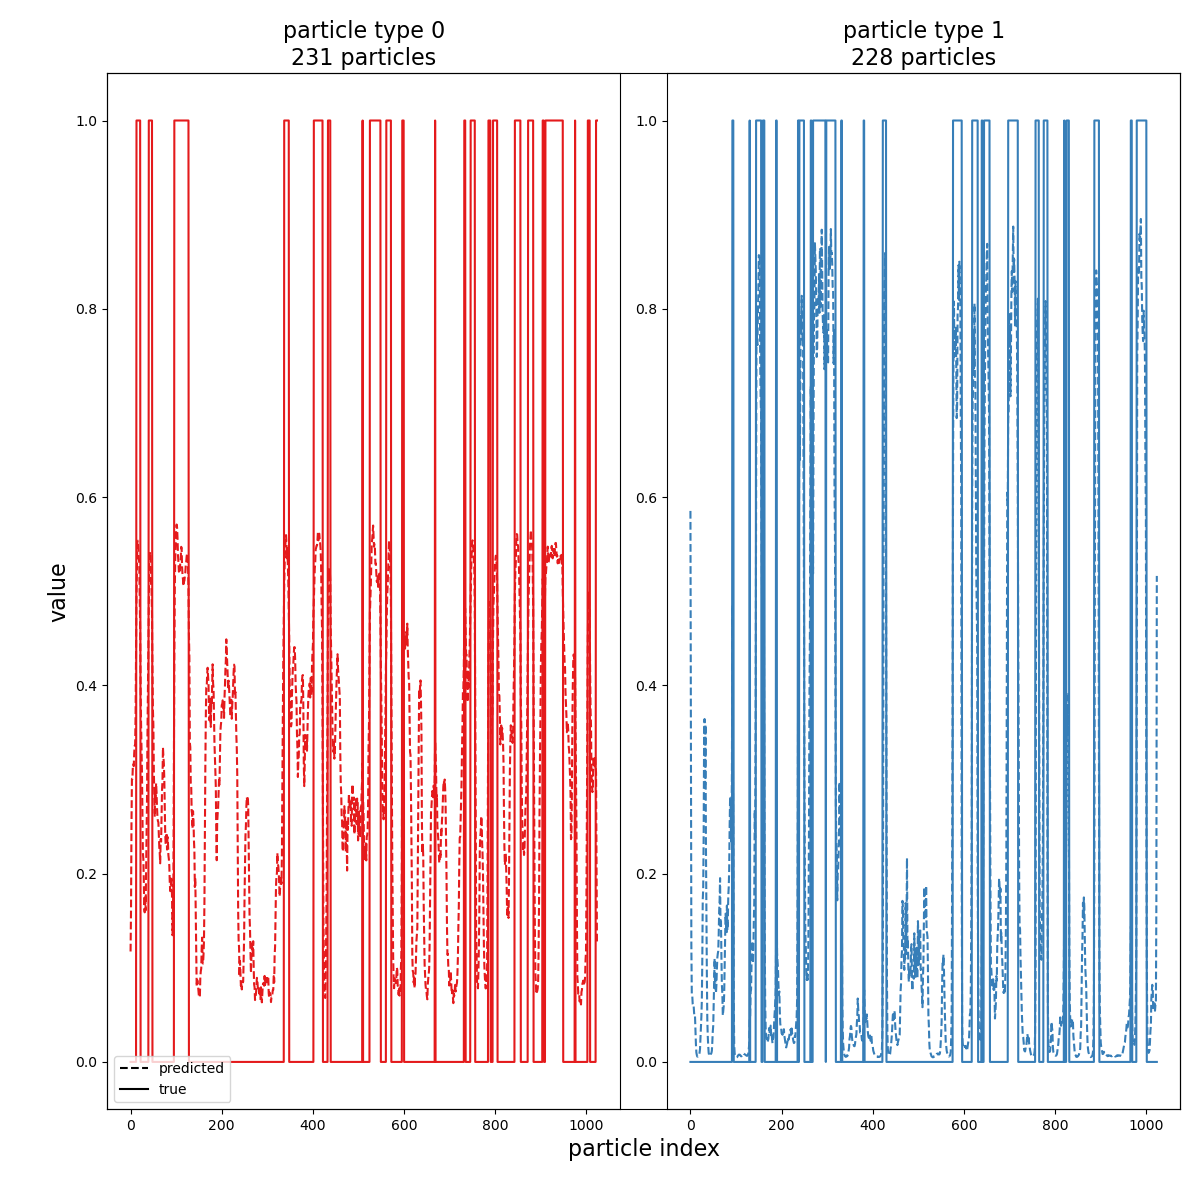 particle type 0
231 particles
particle type 1
228 particles
1.0
0.8
0.6
0.4
0.2
0.0
value
1.0
0.8
0.6
0.4
0.2
0.0
predicted
true
0 200 400 600 800 1000
0 200 400 600 800 1000
particle index